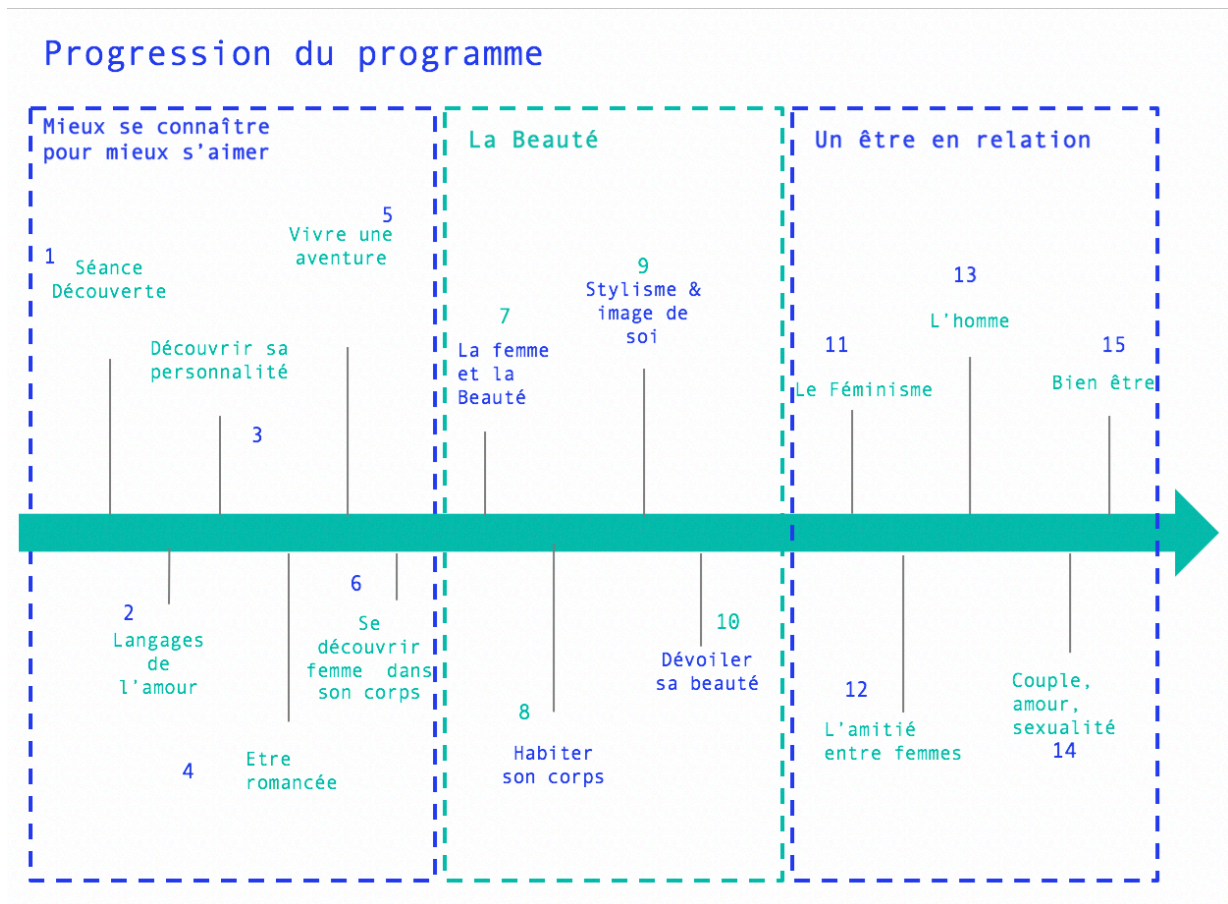 Progression du programme
Mieux se connaître
pour mieux s'aimer
1
Séance
Découverte
2
Langages
de
l'amour
Découvrir sa
personnalité
3
4
Etre
romancée
5
Vivre une
aventure
6
Se
découvrir
femme dans
son corps
La Beauté
7
La femme
et la
Beauté
8
Habiter
son corps
9
Stylisme &
image de
soi
10
Dévoiler
sa beauté
Un être en relation
11
Le Féminisme
12
L'amitié
entre femmes
13
L'homme
Couple,
amour,
sexualité
14
15
Bien être